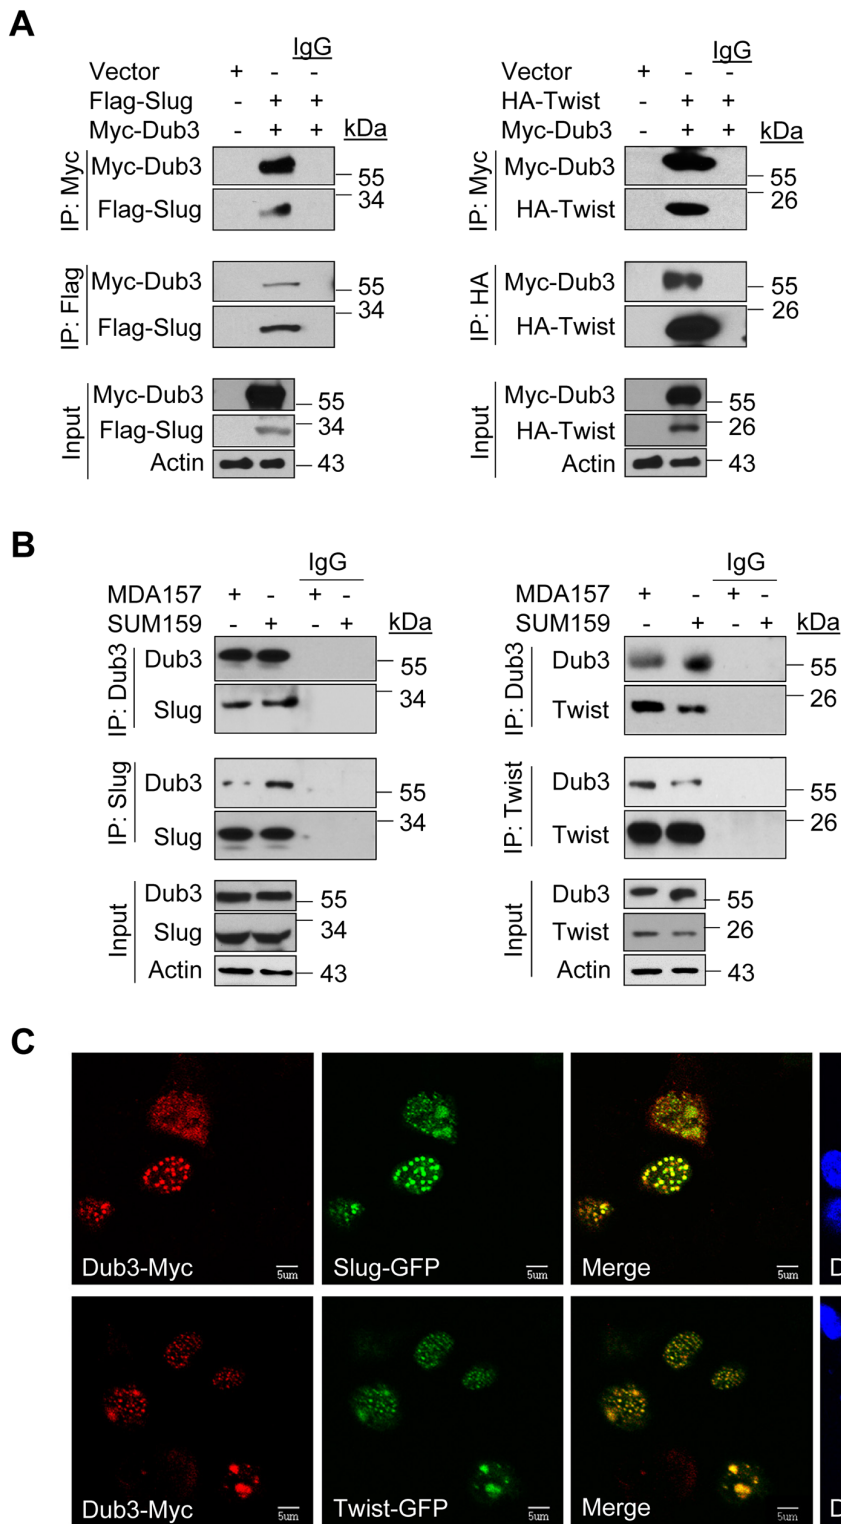 A
IgG
Vector + - -
Flag-Slug - + +
Myc-Dub3 - + + kDa
IP: Myc
Myc-Dub3 55
Flag-Slug 34
IP: Flag
Myc-Dub3 55
Flag-Slug 34
Input
Myc-Dub3 55
Flag-Slug 34
Actin 43
IgG
Vector + - -
HA-Twist - + +
Myc-Dub3 - + + kDa
IP: Myc
Myc-Dub3 55
HA-Twist 26
IP: HA
Myc-Dub3 55
HA-Twist 26
Input
Myc-Dub3 55
HA-Twist 26
Actin 43
B
IgG
MDA157 + - + -
SUM159 - + - + kDa
IP: Dub3
Dub3 55
Slug 34
IP: Slug
Dub3 55
Slug 34
Input
Dub3 55
Slug 34
Actin 43
IgG
MDA157 + - + -
SUM159 - + - + kDa
IP: Dub3
Dub3 55
Twist 26
IP: Twist
Dub3 55
Twist 26
Input
Dub3 55
Twist 26
Actin 43
C
Dub3-Myc 5um
Slug-GFP 5um
Merge 5um
D
Dub3-Myc 5um
Twist-GFP 5um
Merge 5um
D